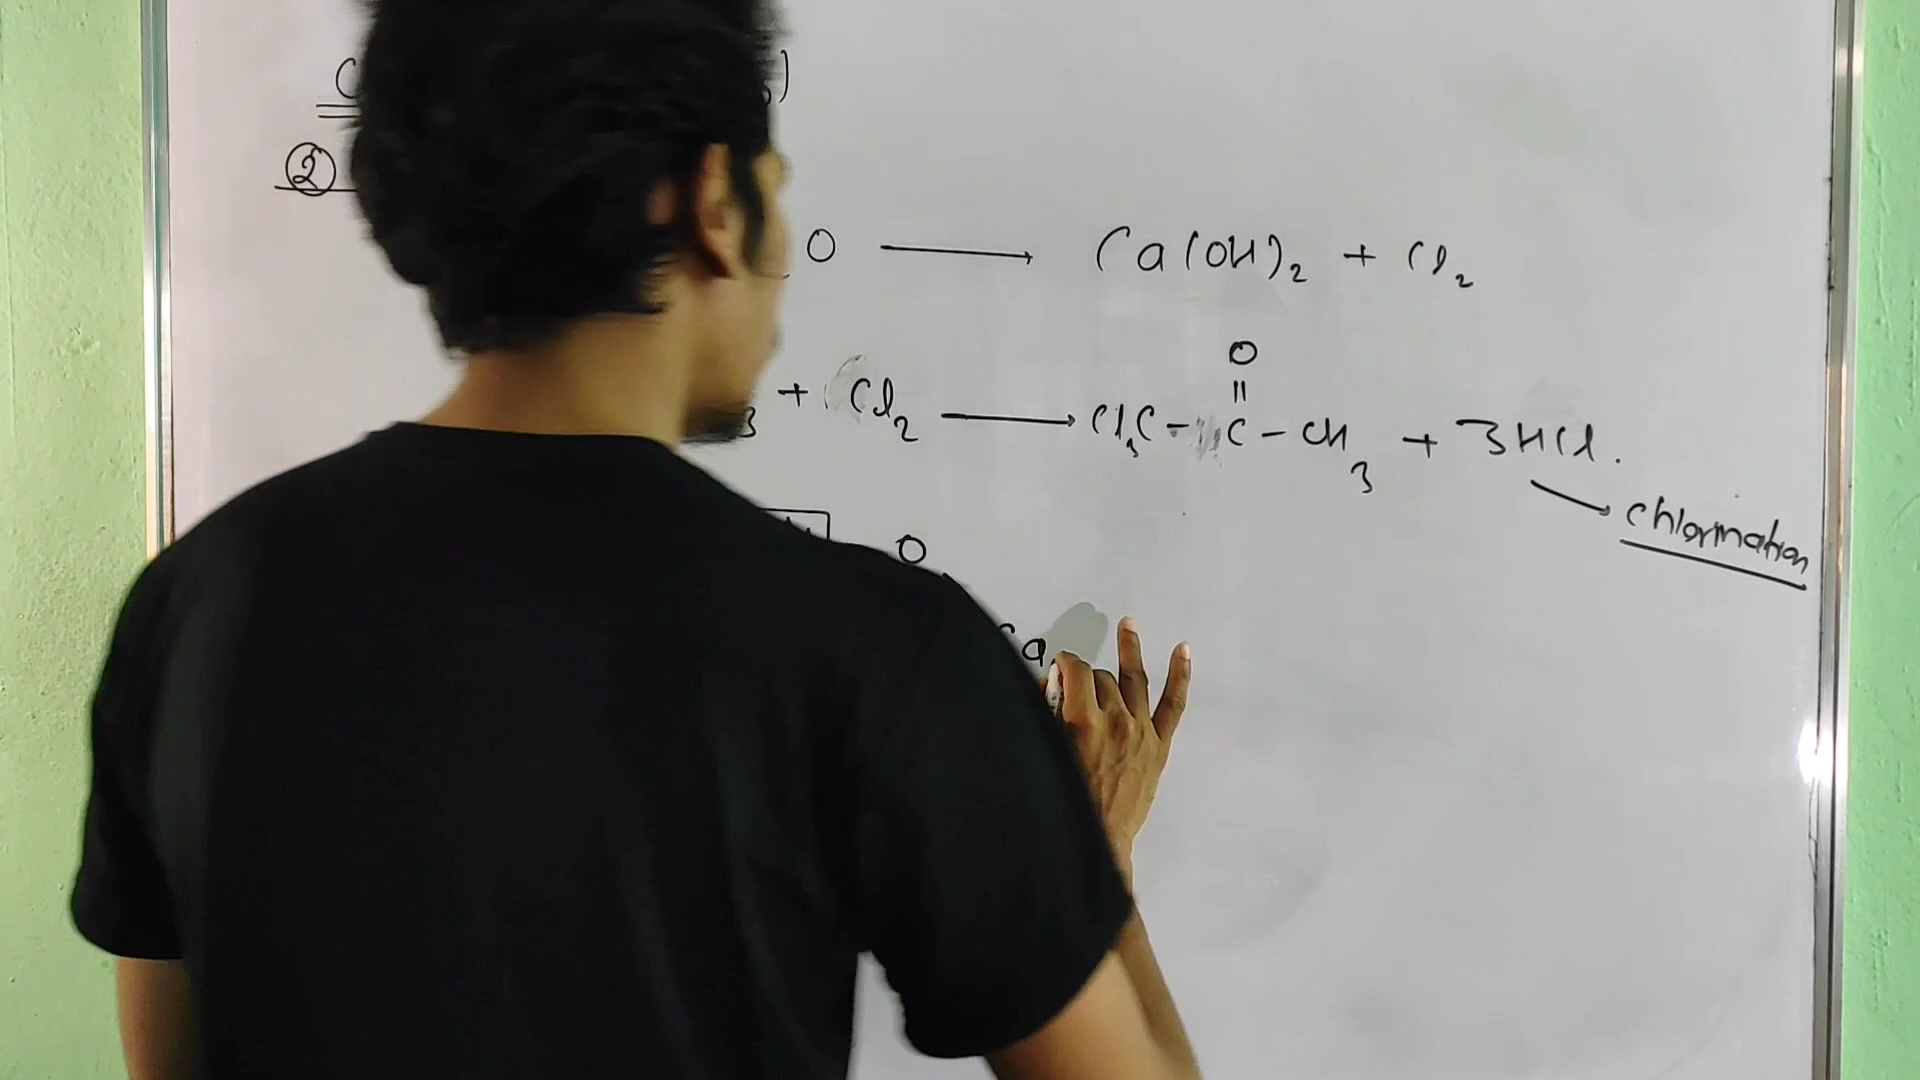 C )
②
O ⟶ Ca(OH)₂ + Cl₂
O
||
3 + Cl₂ ⟶ Cl₃C - C - CH₃ + 3HCl.
chlorination
O
Ca